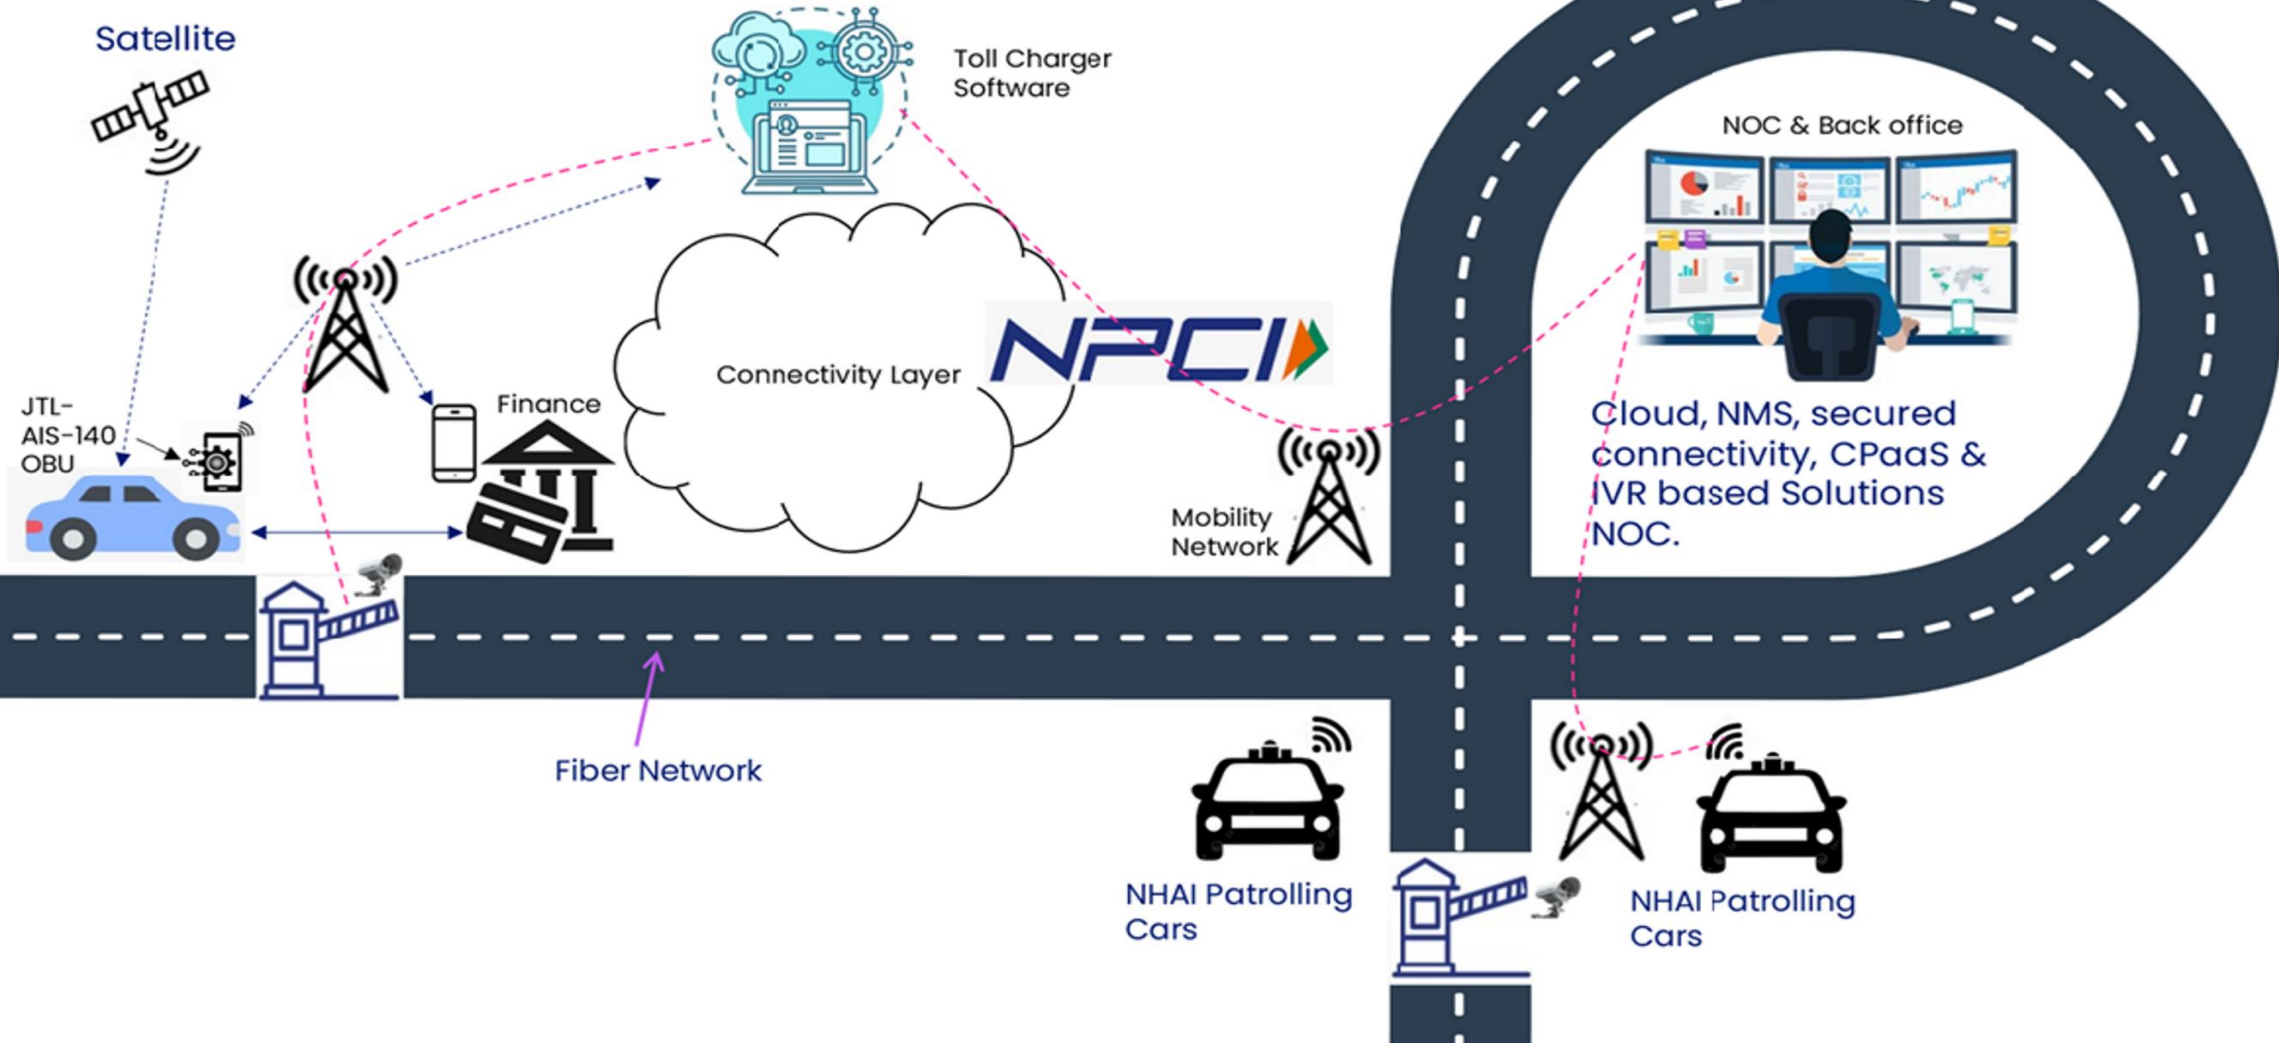 Satellite
Toll Charger
Software
NOC & Back office
Connectivity Layer
NPCI
JTL-
AIS-140
OBU
Finance
Cloud, NMS, secured
connectivity, CPaaS &
IVR based Solutions
NOC.
Mobility
Network
Fiber Network
NHAI Patrolling
Cars
NHAI Patrolling
Cars